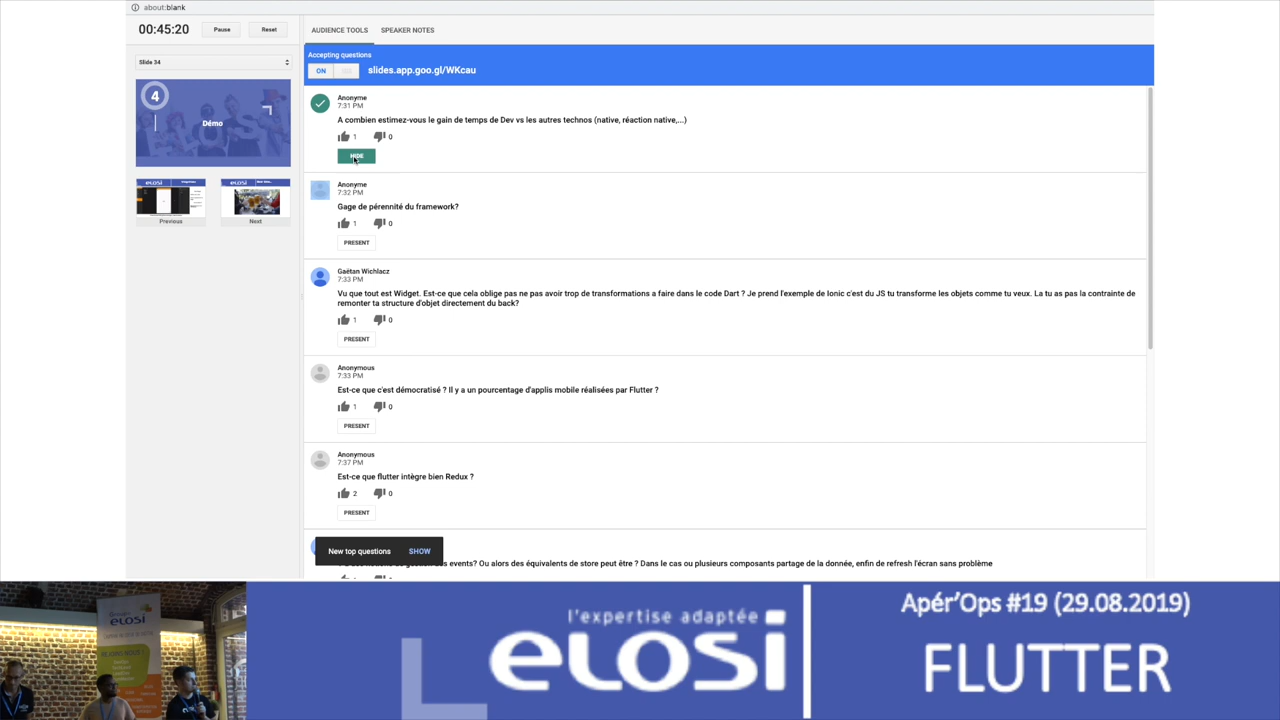 about:blank
00:45:20
Pause
Reset
AUDIENCE TOOLS
SPEAKER NOTES
Slide 34
Accepting questions
ON
slides.app.goo.gl/WKcau
4
Démo
Previous
Next
Anonyme
7:31 PM
A combien estimez-vous le gain de temps de Dev vs les autres technos (native, réaction native,...)
1
0
HIDE
Anonyme
7:32 PM
Gage de pérennité du framework?
1
0
PRESENT
Gaëtan Wichlacz
7:33 PM
Vu que tout est Widget. Est-ce que cela oblige pas ne pas avoir trop de transformations a faire dans le code Dart ? Je prend l'exemple de Ionic c'est du JS tu transforme les objets comme tu veux. La tu as pas la contrainte de
remonter ta structure d'objet directement du back?
1
0
PRESENT
Anonymous
7:33 PM
Est-ce que c'est démocratisé ? Il y a un pourcentage d'applis mobile réalisées par Flutter ?
1
0
PRESENT
Anonymous
7:37 PM
Est-ce que flutter intègre bien Redux ?
2
0
PRESENT
New top questions
SHOW
events? Ou alors des équivalents de store peut être ? Dans le cas ou plusieurs composants partage de la donnée, enfin de refresh l'écran sans problème
elosi
l'expertise adaptée
elosi
Apér'Ops #19 (29.08.2019)
FLUTTER